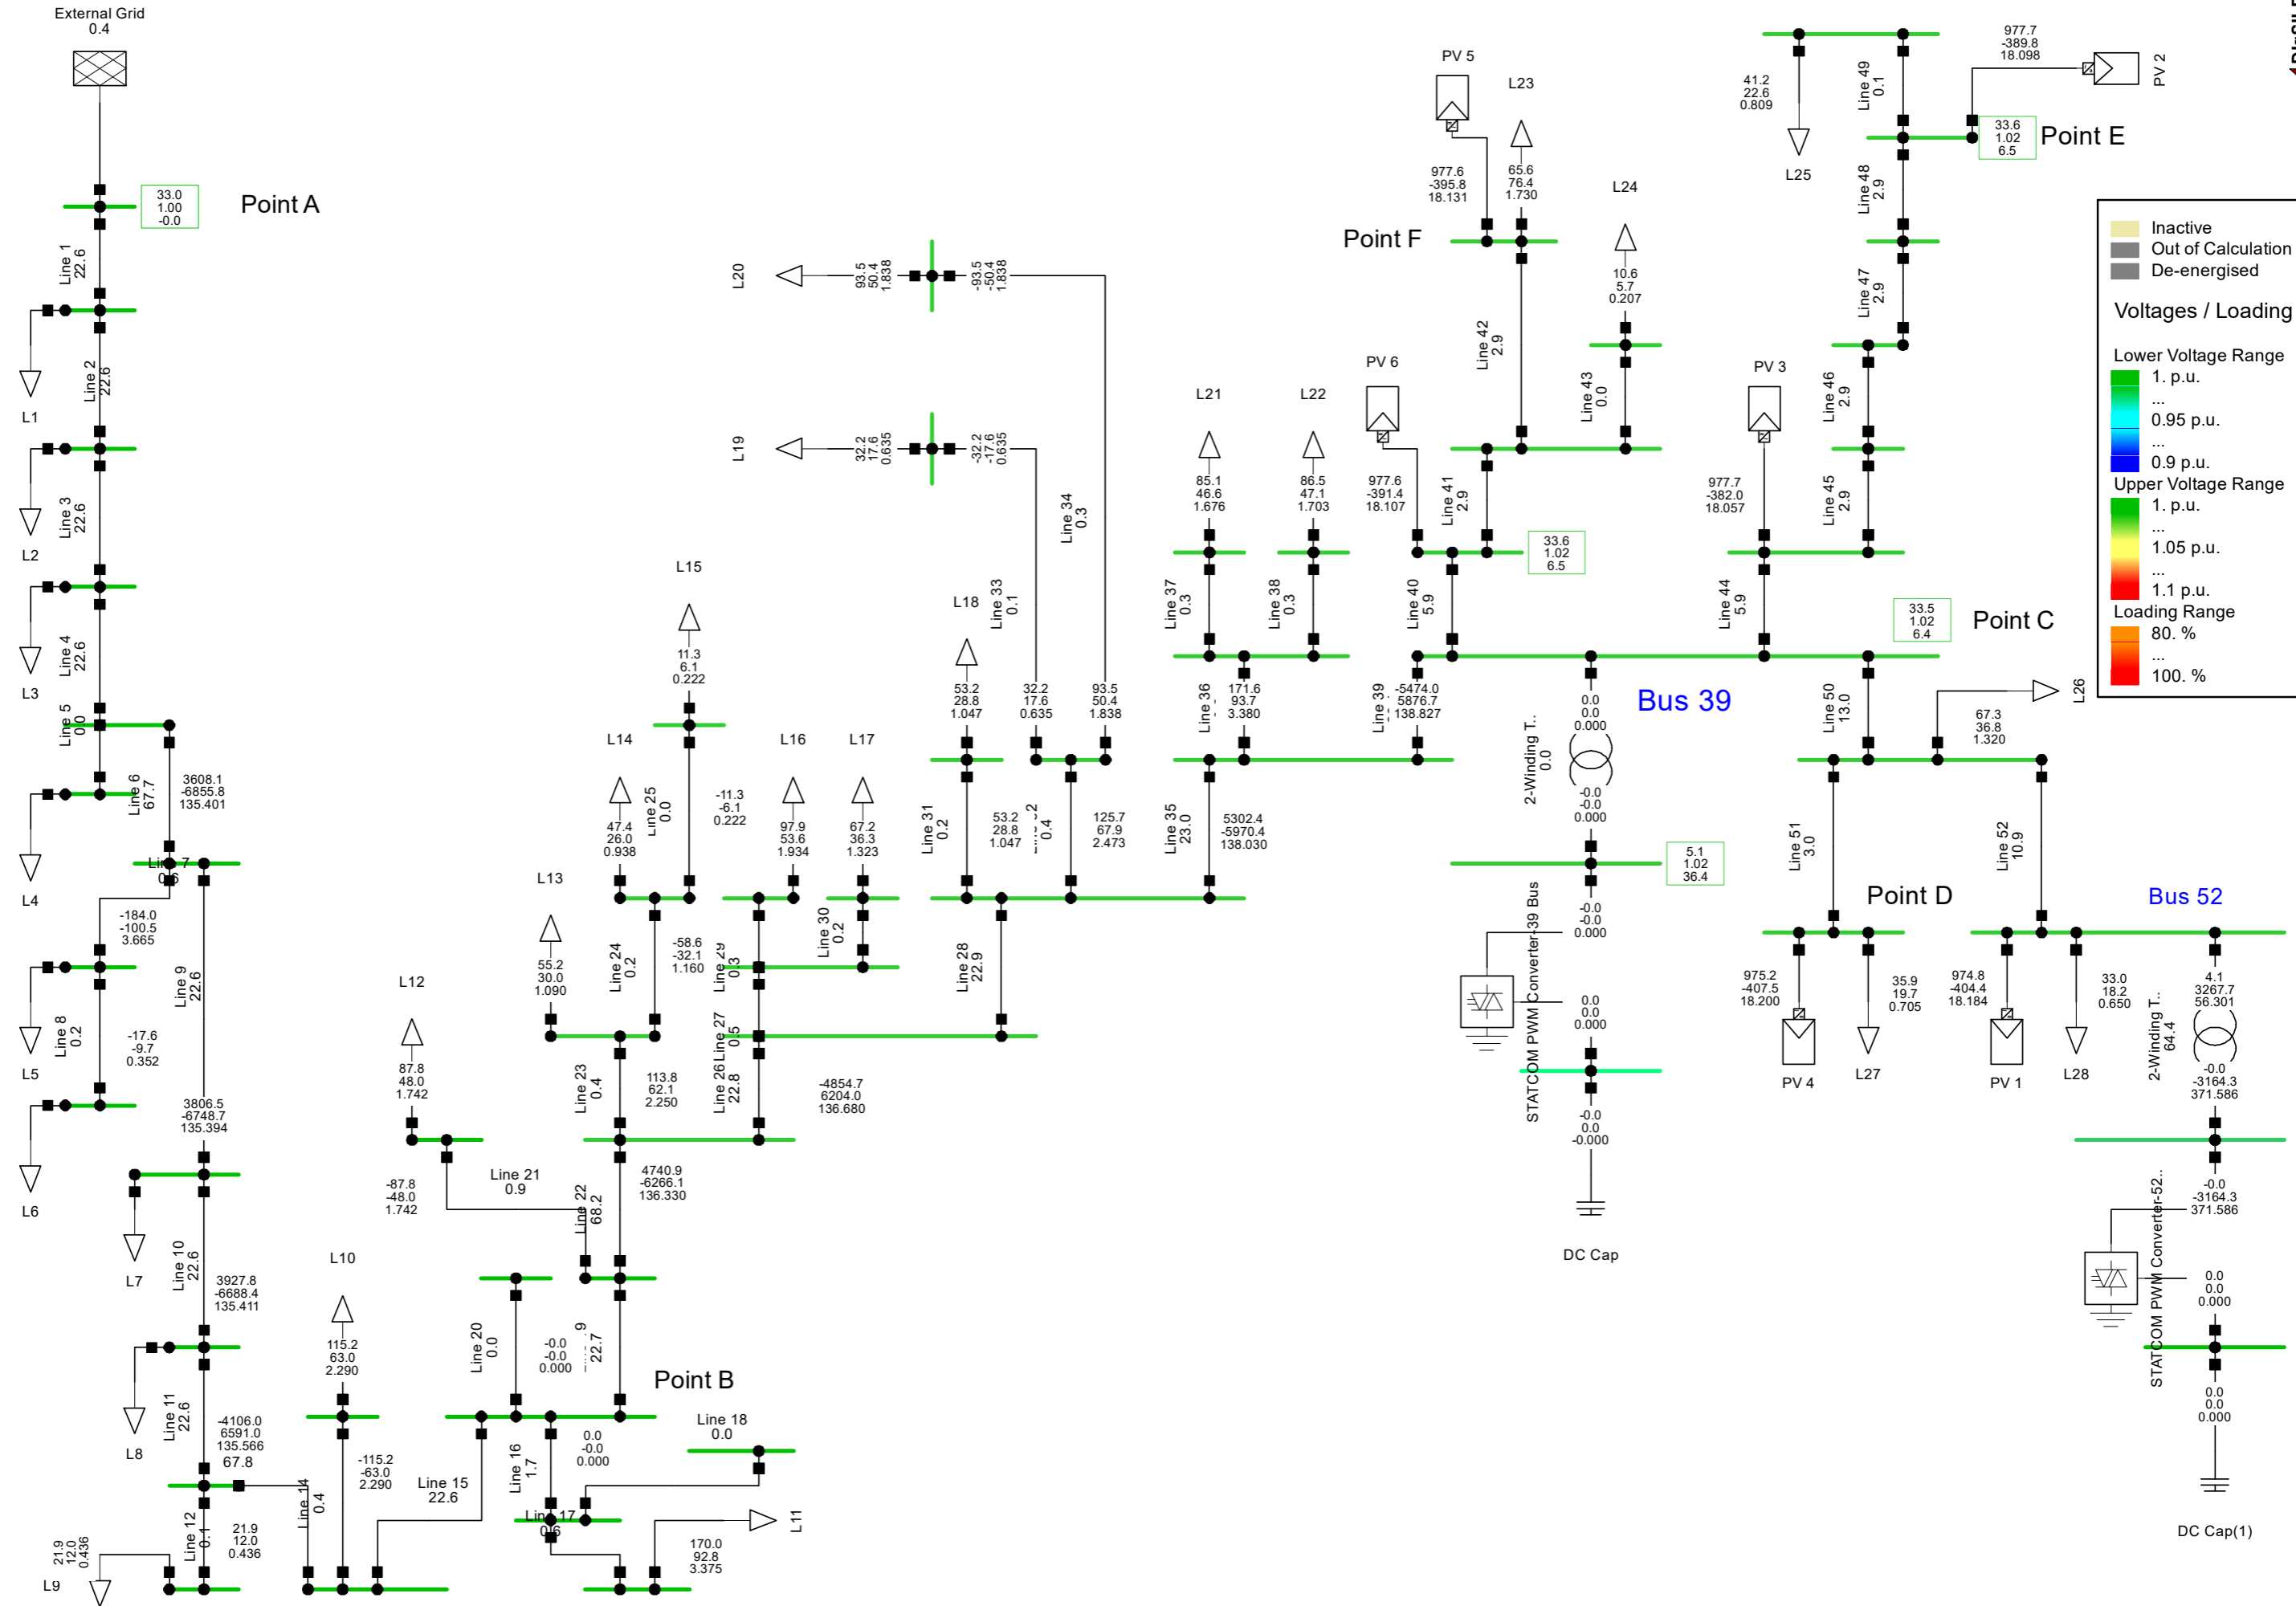 External Grid
0.4
33.0
1.00
-0.0
Point A
Line 1
22.6
L1
Line 2
22.6
L2
Line 3
22.6
L3
Line 4
22.6
Line 5
0.0
L4
Line 6
67.7
3608.1
-6855.8
135.401
0.6
-184.0
-100.5
3.665
L5
Line 8
0.2
-17.6
-9.7
0.352
L6
Line 9
22.6
3806.5
-6748.7
135.394
L7
Line 10
22.6
3927.8
-6688.4
135.411
L8
Line 11
22.6
-4106.0
6591.0
135.566
67.8
Line 12
0.1
21.9
12.0
0.436
21.9
12.0
0.436
L9
L10
115.2
63.0
2.290
Line 14
0.4
-115.2
-63.0
2.290
Line 15
22.6
Line 16
1.7
0.0
-0.0
0.000
Line 17
0.6
Line 18
0.0
170.0
92.8
3.375
L11
Point B
Line 20
0.0
-0.0
-0.0
0.000
22.7
L12
87.8
48.0
1.742
-87.8
-48.0
1.742
Line 21
0.9
Line 22
68.2
4740.9
-6266.1
136.330
L13
55.2
30.0
1.090
Line 23
0.4
113.8
62.1
2.250
Line 24
0.2
-58.6
-32.1
1.160
L14
47.4
26.0
0.938
L15
11.3
6.1
0.222
Line 25
0.0
-11.3
-6.1
0.222
Line 26
22.8
-4854.7
6204.0
136.680
Line 27
0.5
Line 29
0.3
Line 30
0.2
L16
97.9
53.6
1.934
L17
67.2
36.3
1.323
Line 28
22.9
L18
53.2
28.8
1.047
Line 31
0.2
53.2
28.8
1.047
0.4
125.7
67.9
2.473
Line 33
0.1
32.2
17.6
0.635
Line 34
0.3
93.5
50.4
1.838
L19
32.2
17.6
0.635
-32.2
-17.6
0.635
L20
93.5
50.4
1.838
-93.5
-50.4
1.838
Line 35
23.0
5302.4
-5970.4
138.030
Line 36
171.6
93.7
3.380
L21
85.1
46.6
1.676
Line 37
0.3
L22
86.5
47.1
1.703
Line 38
0.3
Line 39
-5474.0
5876.7
138.827
PV 6
977.6
-391.4
18.107
Line 40
5.9
33.6
1.02
6.5
Line 41
2.9
Line 42
2.9
Line 43
0.0
L24
10.6
5.7
0.207
Point F
PV 5
977.6
-395.8
18.131
L23
65.6
76.4
1.730
PV 3
977.7
-382.0
18.057
Line 44
5.9
Line 45
2.9
Line 46
2.9
Line 47
2.9
Line 48
2.9
Line 49
0.1
41.2
22.6
0.809
L25
977.7
-389.8
18.098
PV 2
33.6
1.02
6.5
Point E
33.5
1.02
6.4
Point C
Bus 39
0.0
0.0
0.000
2-Winding T..
0.0
-0.0
-0.0
0.000
5.1
1.02
36.4
-0.0
-0.0
0.000
STATCOM PWM Converter-39 Bus
0.0
0.0
0.000
-0.0
0.0
-0.000
DC Cap
Line 50
13.0
67.3
36.8
1.320
L26
Line 51
3.0
Line 52
10.9
Point D
Bus 52
975.2
-407.5
18.200
PV 4
35.9
19.7
0.705
L27
974.8
-404.4
18.184
PV 1
33.0
18.2
0.650
L28
4.1
3267.7
56.301
2-Winding T..
64.4
-0.0
-3164.3
371.586
-0.0
-3164.3
371.586
STATCOM PWM Converter-52..
0.0
0.0
0.000
0.0
0.0
0.000
DC Cap(1)
Inactive
Out of Calculation
De-energised
Voltages / Loading
Lower Voltage Range
1. p.u.
...
0.95 p.u.
...
0.9 p.u.
Upper Voltage Range
1. p.u.
...
1.05 p.u.
...
1.1 p.u.
Loading Range
80. %
...
100. %